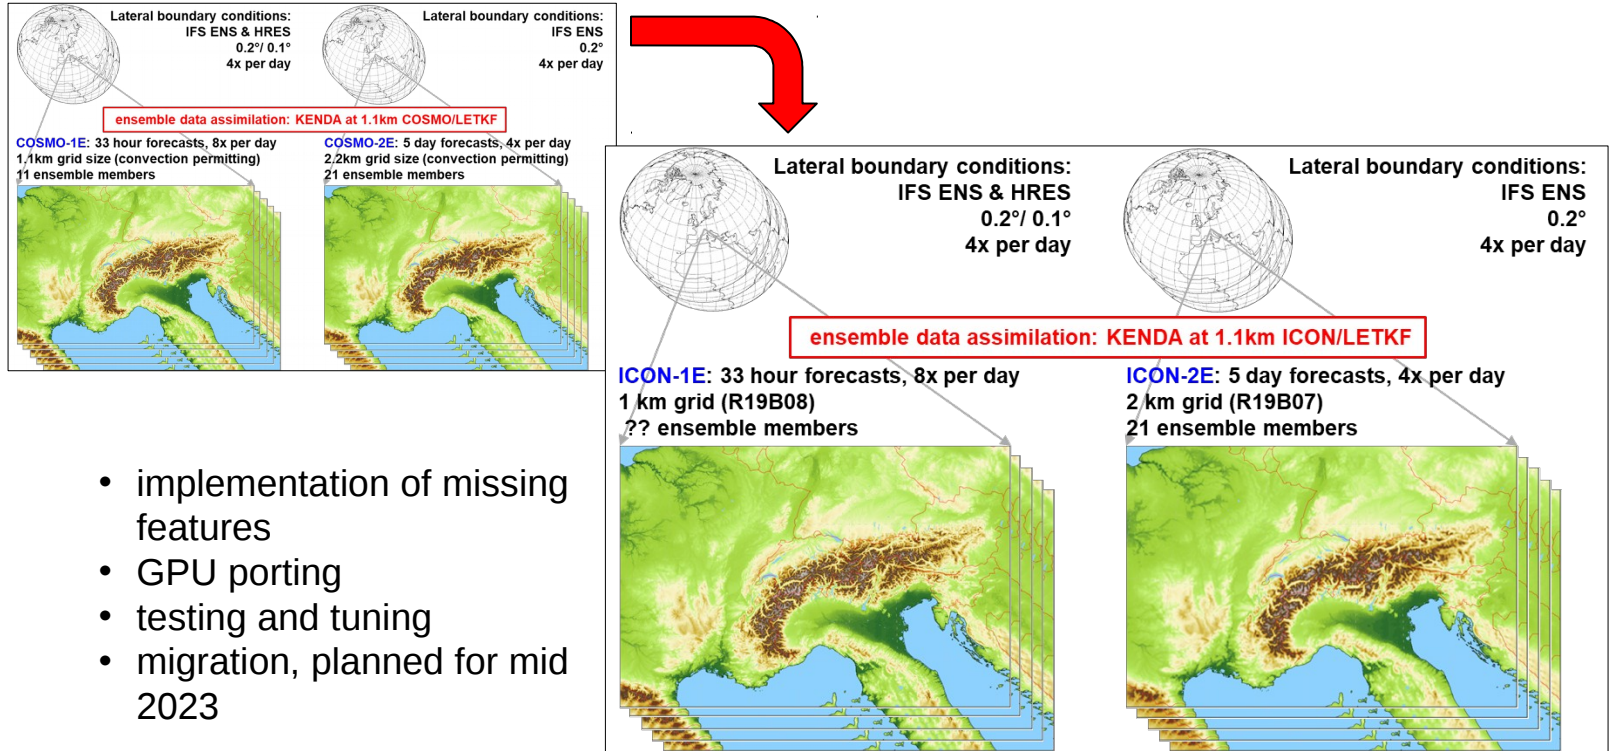 Lateral boundary conditions:
IFS ENS & HRES
0.2°/ 0.1°
4x per day
Lateral boundary conditions:
IFS ENS
0.2°
4x per day
ensemble data assimilation: KENDA at 1.1km COSMO/LETKF
COSMO-1E: 33 hour forecasts, 8x per day
1.1km grid size (convection permitting)
11 ensemble members
COSMO-2E: 5 day forecasts, 4x per day
2.2km grid size (convection permitting)
21 ensemble members
Lateral boundary conditions:
IFS ENS & HRES
0.2°/ 0.1°
4x per day
Lateral boundary conditions:
IFS ENS
0.2°
4x per day
ensemble data assimilation: KENDA at 1.1km ICON/LETKF
ICON-1E: 33 hour forecasts, 8x per day
1 km grid (R19B08)
?? ensemble members
ICON-2E: 5 day forecasts, 4x per day
2 km grid (R19B07)
21 ensemble members
• implementation of missing
features
• GPU porting
• testing and tuning
• migration, planned for mid
2023